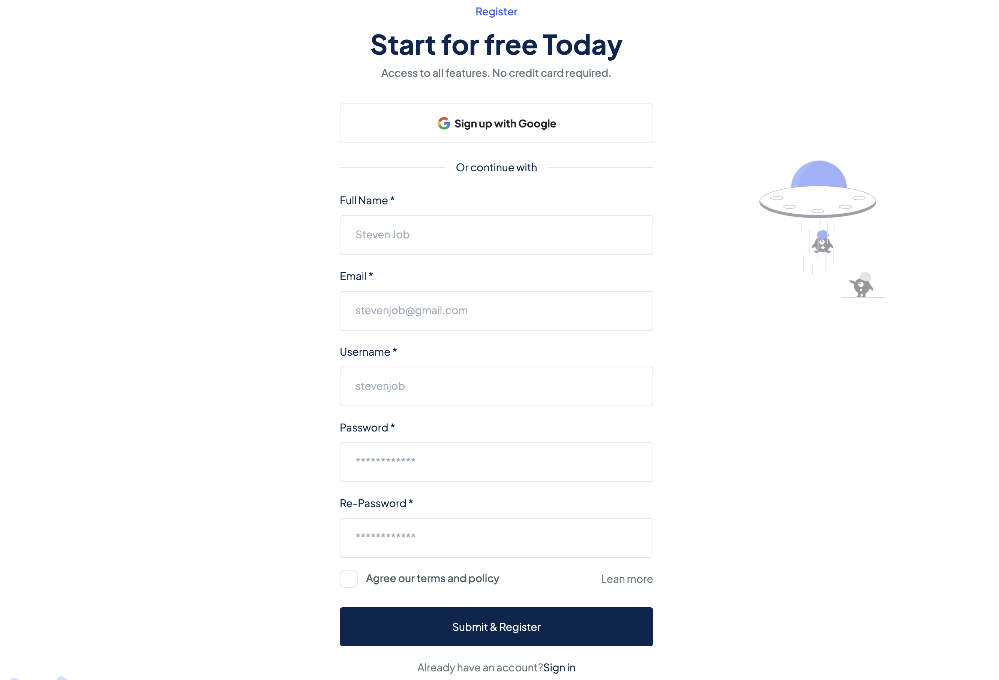 Register
Start for free Today
Access to all features. No credit card required.
Sign up with Google
Or continue with
Full Name *
Steven Job
Email *
stevenjob@gmail.com
Username *
stevenjob
Password *
************
Re-Password *
************
Agree our terms and policy
Lean more
Submit & Register
Already have an account?Sign in